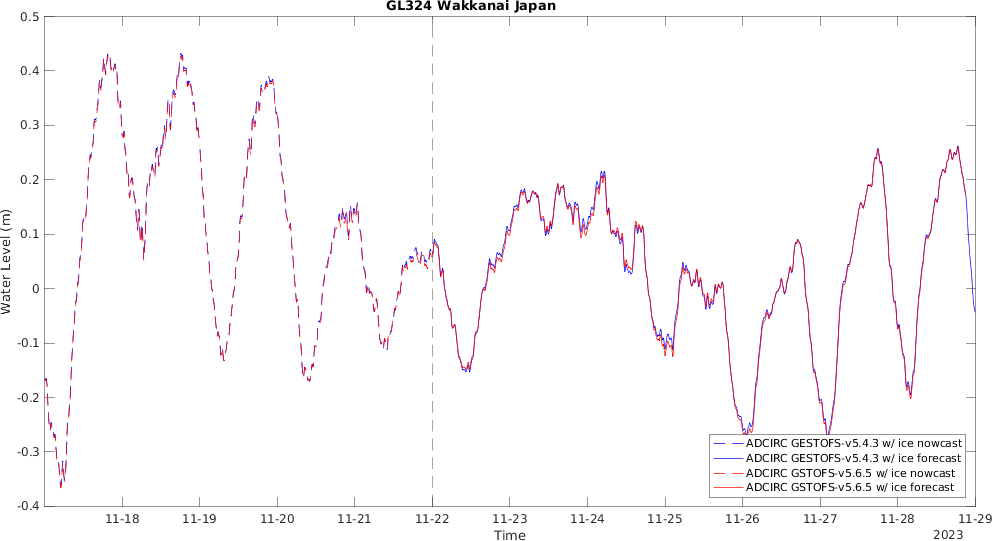 GL324 Wakkanai Japan
0.5
0.4
0.3
0.2
0.1
0
-0.1
-0.2
-0.3
-0.4
Water Level (m)
ADCIRC GESTOFS-v5.4.3 w/ ice nowcast
ADCIRC GESTOFS-v5.4.3 w/ ice forecast
ADCIRC GSTOFS-v5.6.5 w/ ice nowcast
ADCIRC GSTOFS-v5.6.5 w/ ice forecast
11-18 11-19 11-20 11-21 11-22 11-23 11-24 11-25 11-26 11-27 11-28 11-29
Time
2023